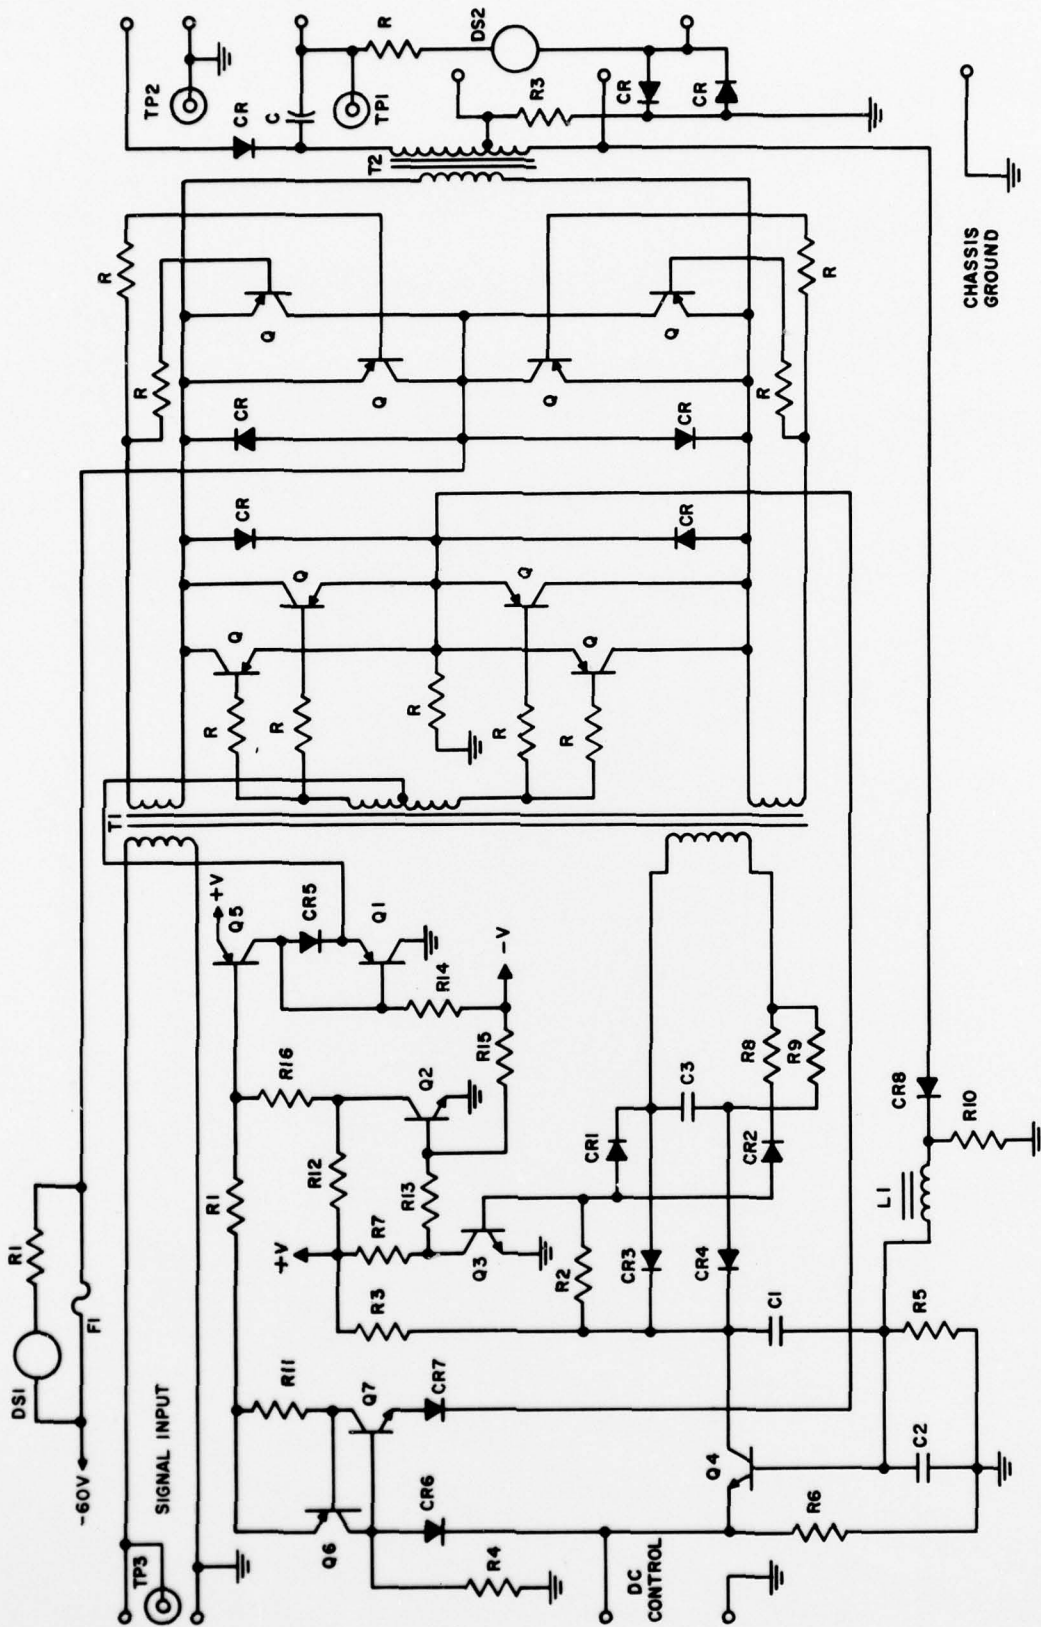 DS1
R1
-60V
F1
T1
R
TP3
R
TP2
SIGNAL INPUT
R1
+V
Q5
R
Q
CR
CR
Q
CR
C
R11
+V
R16
R
Q
Q6
R12
CR5
Q7
R3
R7
Q1
Q
T2
TP1
R
CR6
CR7
R13
Q2
R14
R
R4
Q3
R15
-V
DS2
Q
Q
R3
R2
R
CR1
Q
DC
CONTROL
CR3
C3
CR
CR
Q
CR
Q4
CR4
CR
CR2
C1
R
R6
R8
R9
R
L1
CR8
C2
R5
R10
CHASSIS
GROUND